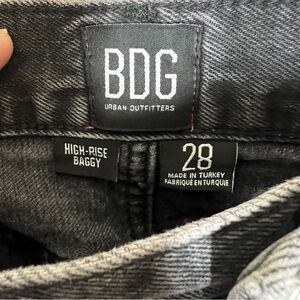 BDG
URBAN OUTFITTERS
HIGH-RISE
BAGGY
28
MADE IN TURKEY
FABRIQUÉ EN TURQUIE